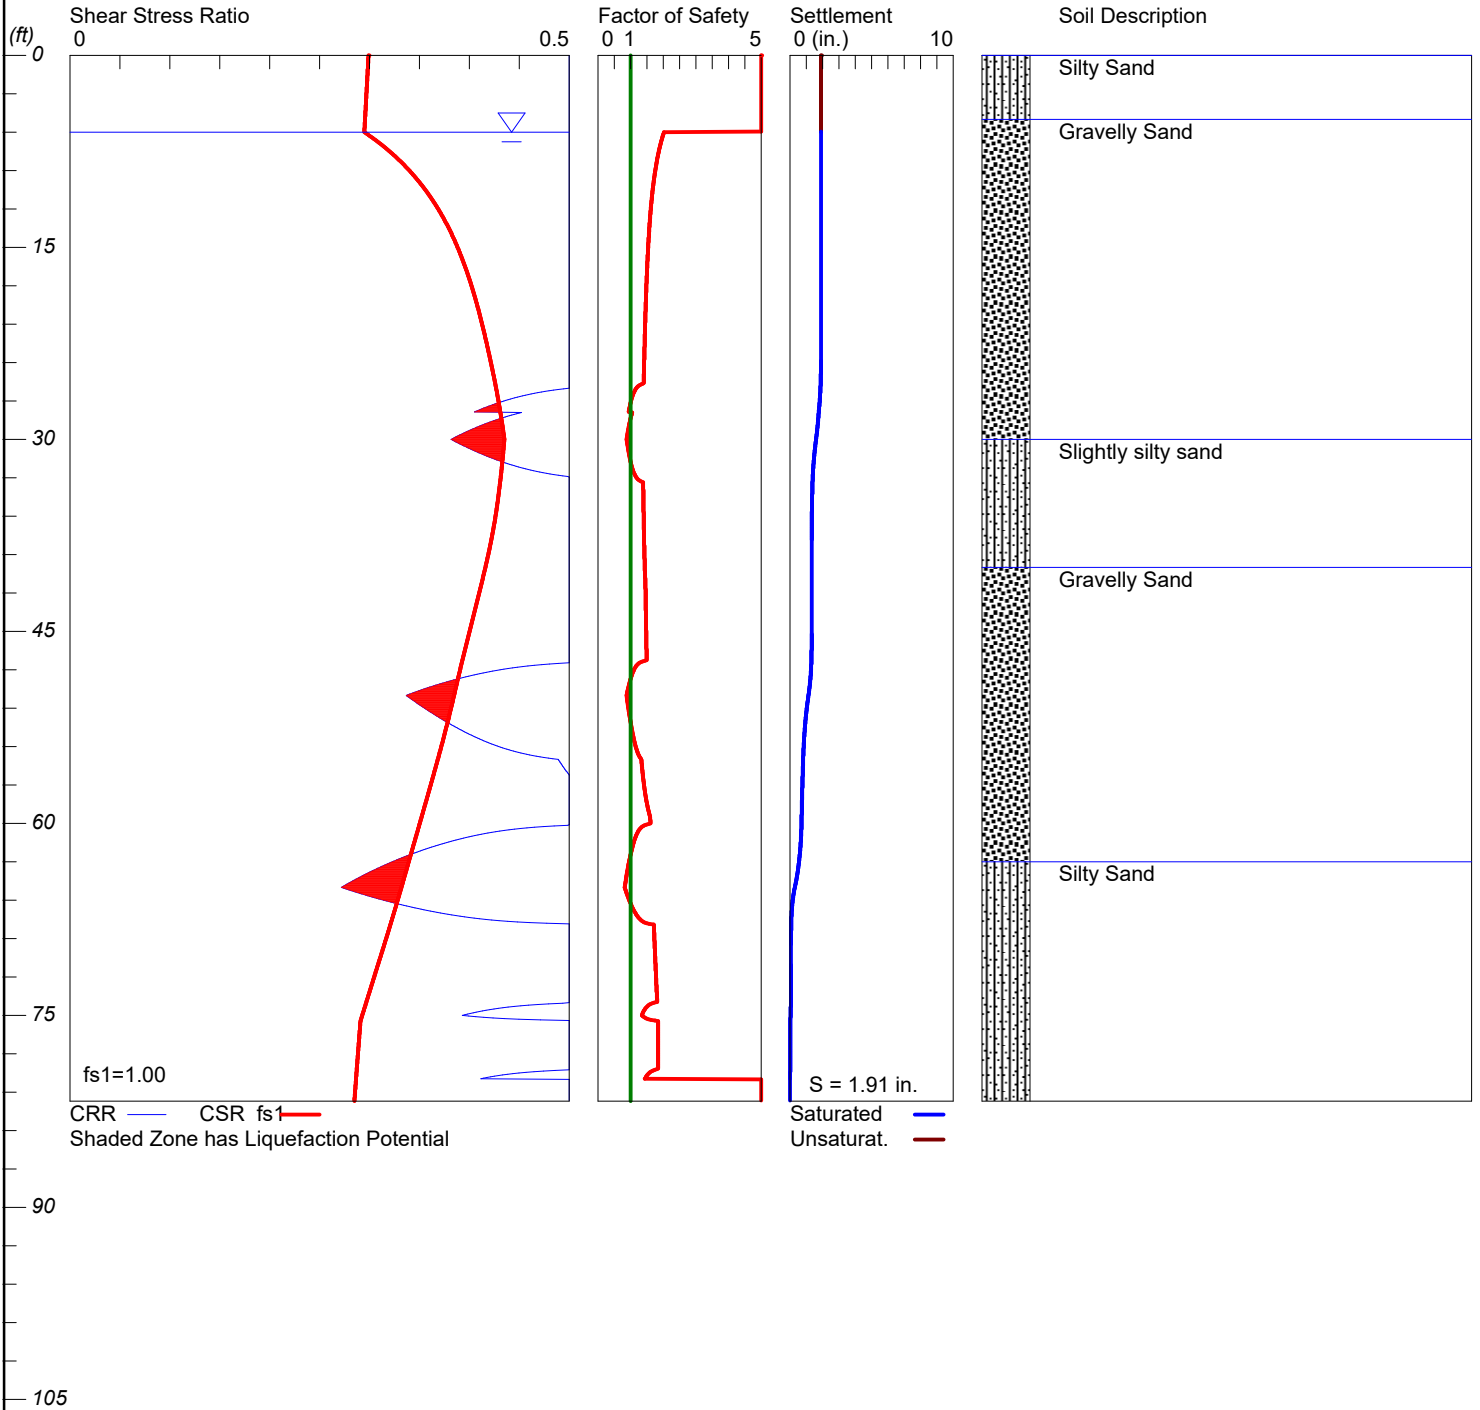 Shear Stress Ratio
Factor of Safety
Settlement
Soil Description
(ft)
0 0.5
0 1 5
0 (in.) 10
0
15
30
45
60
75
90
105
Silty Sand
Gravelly Sand
Slightly silty sand
Gravelly Sand
Silty Sand
fs1=1.00
S = 1.91 in.
CRR CSR fs1
Shaded Zone has Liquefaction Potential
Saturated
Unsaturat.